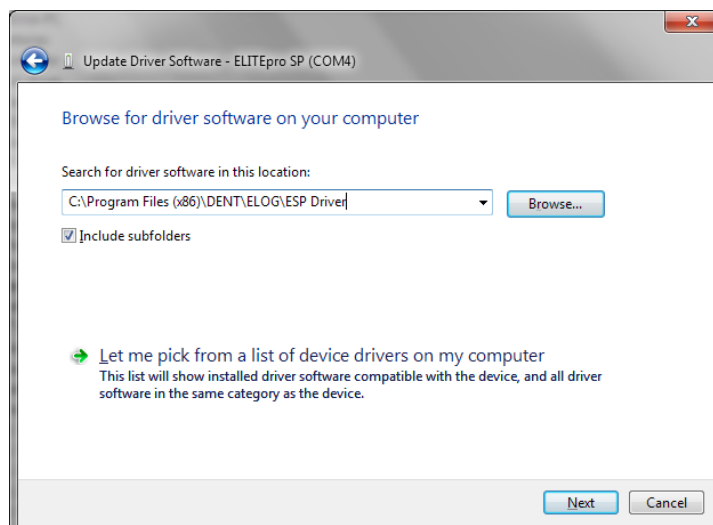 Update Driver Software - ELITEpro SP (COM4)
Browse for driver software on your computer
Search for driver software in this location:
C:\Program Files (x86)\DENT\ELOG\ESP Driver
Browse...
Include subfolders
Let me pick from a list of device drivers on my computer
This list will show installed driver software compatible with the device, and all driver
software in the same category as the device.
Next
Cancel